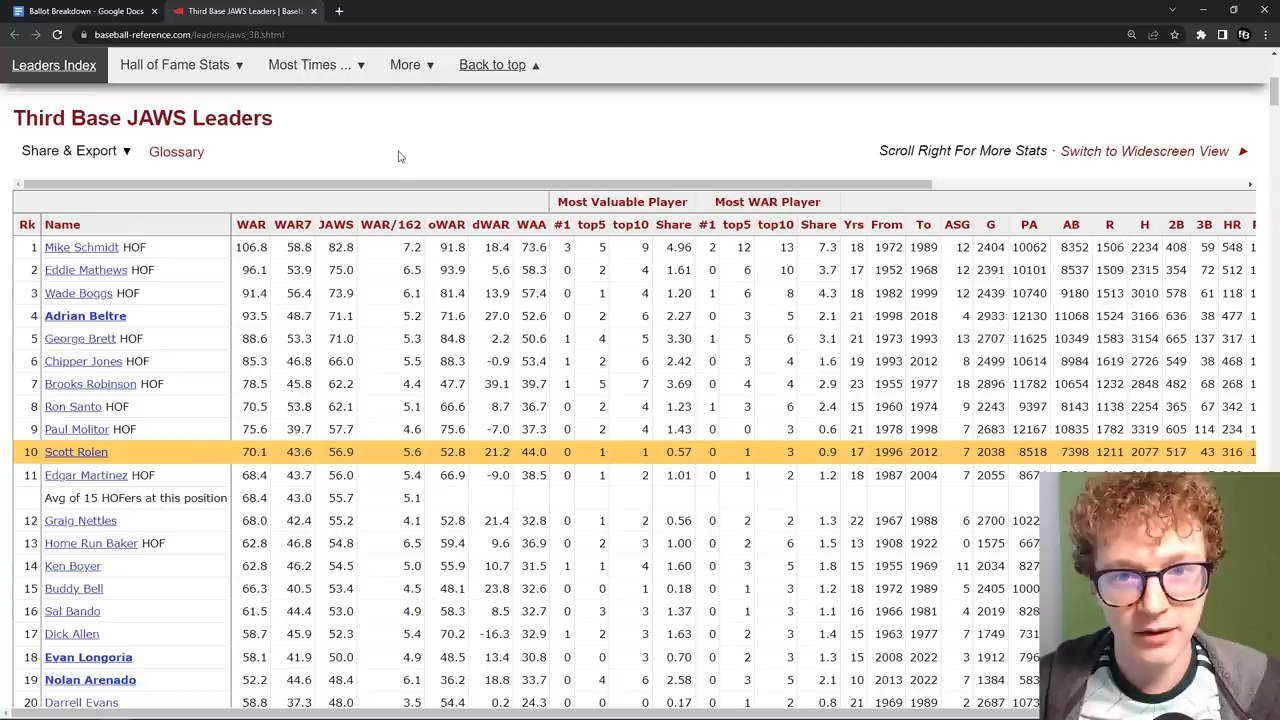 Ballot Breakdown - Google Docs
Third Base JAWS Leaders | Baseb
baseball-reference.com/leaders/jaws_3B.shtml
Leaders Index Hall of Fame Stats ▼ Most Times ... ▼ More ▼ Back to top ▲
Third Base JAWS Leaders
Share & Export ▼ Glossary Scroll Right For More Stats · Switch to Widescreen View ►
Most Valuable Player Most WAR Player
Rk Name WAR WAR7 JAWS WAR/162 oWAR dWAR WAA #1 top5 top10 Share #1 top5 top10 Share Yrs From To ASG G PA AB R H 2B 3B HR
1 Mike Schmidt HOF 106.8 58.8 82.8 7.2 91.8 18.4 73.6 3 5 9 4.96 2 12 13 7.3 18 1972 1989 12 2404 10062 8352 1506 2234 408 59 548 1
2 Eddie Mathews HOF 96.1 53.9 75.0 6.5 93.9 5.6 58.3 0 2 4 1.61 0 6 10 3.7 17 1952 1968 12 2391 10101 8537 1509 2315 354 72 512 1
3 Wade Boggs HOF 91.4 56.4 73.9 6.1 81.4 13.9 57.4 0 1 4 1.20 1 6 8 4.3 18 1982 1999 12 2439 10740 9180 1513 3010 578 61 118 1
4 Adrian Beltre 93.5 48.7 71.1 5.2 71.6 27.0 52.6 0 2 6 2.27 0 3 5 2.1 21 1998 2018 4 2933 12130 11068 1524 3166 636 38 477 1
5 George Brett HOF 88.6 53.3 71.0 5.3 84.8 2.2 50.6 1 4 5 3.30 1 5 6 3.1 21 1973 1993 13 2707 11625 10349 1583 3154 665 137 317 1
6 Chipper Jones HOF 85.3 46.8 66.0 5.5 88.3 -0.9 53.4 1 2 6 2.42 0 3 4 1.6 19 1993 2012 8 2499 10614 8984 1619 2726 549 38 468 1
7 Brooks Robinson HOF 78.5 45.8 62.2 4.4 47.7 39.1 39.7 1 5 7 3.69 2 4 4 2.9 23 1955 1977 18 2896 11782 10654 1232 2848 482 68 268 1
8 Ron Santo HOF 70.5 53.8 62.1 5.1 66.6 8.7 36.7 0 2 4 1.23 1 3 6 2.4 15 1960 1974 9 2243 9397 8143 1138 2254 365 67 342 1
9 Paul Molitor HOF 75.6 39.7 57.7 4.6 75.6 -7.0 37.3 0 2 4 1.43 0 0 3 0.6 21 1978 1998 7 2683 12167 10835 1782 3319 605 114 234 1
10 Scott Rolen 70.1 43.6 56.9 5.6 52.8 21.2 44.0 0 1 1 0.57 0 1 3 0.9 17 1996 2012 7 2038 8518 7398 1211 2077 517 43 316 1
11 Edgar Martinez HOF 68.4 43.7 56.0 5.4 66.9 -9.0 38.5 0 1 2 1.01 0 1 2 1.2 18 1987 2004 7 2055 867
Avg of 15 HOFers at this position 68.4 43.0 55.7 5.1
12 Graig Nettles 68.0 42.4 55.2 4.1 52.8 21.4 32.8 0 1 2 0.56 0 2 2 1.3 22 1967 1988 6 2700 1022
13 Home Run Baker HOF 62.8 46.8 54.8 6.5 59.4 9.6 36.9 0 2 3 1.00 0 2 6 1.5 13 1908 1922 0 1575 667
14 Ken Boyer 62.8 46.2 54.5 5.0 55.9 10.7 31.5 1 1 4 1.60 0 3 5 1.8 15 1955 1969 11 2034 827
15 Buddy Bell 66.3 40.5 53.4 4.5 48.1 23.8 32.6 0 0 1 0.18 0 1 3 1.2 18 1972 1989 5 2405 1000
16 Sal Bando 61.5 44.4 53.0 4.9 58.3 8.5 32.7 0 3 3 1.37 0 1 3 1.1 16 1966 1981 4 2019 828
17 Dick Allen 58.7 45.9 52.3 5.4 70.2 -16.3 32.9 1 2 3 1.63 0 2 3 1.4 15 1963 1977 7 1749 731
18 Evan Longoria 58.1 41.9 50.0 4.9 48.5 13.4 30.8 0 0 3 0.70 0 2 3 1.3 15 2008 2022 3 1912 796
19 Nolan Arenado 52.2 44.6 48.4 6.1 36.2 18.8 33.7 0 4 6 2.58 0 3 5 2.1 10 2013 2022 7 1384 583
20 Darrell Evans 58.8 37.3 48.0 3.5 54.4 0.2 24.3 0 0 1 0.17 0 1 2 0.8 21 1969 1989 2 2687 1073